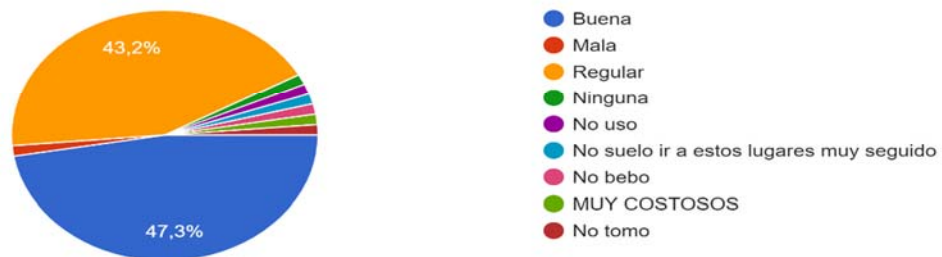 43,2%
47,3%
Buena
Mala
Regular
Ninguna
No uso
No suelo ir a estos lugares muy seguido
No bebo
MUY COSTOSOS
No tomo